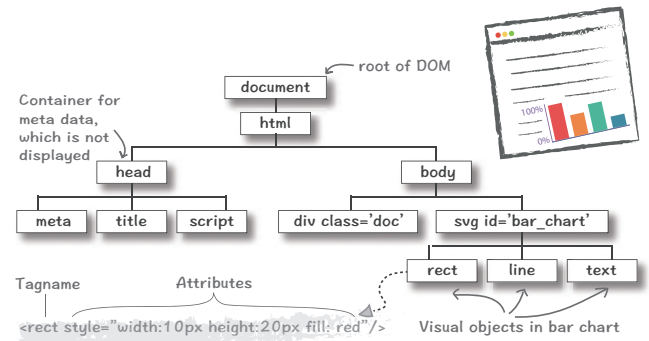 root of DOM
document
100%
0%
Container for
meta data,
which is not
displayed
html
head
body
meta
title
script
div class='doc'
svg id='bar_chart'
rect
line
text
Tagname
Attributes
<rect style="width:10px height:20px fill: red"/>
Visual objects in bar chart